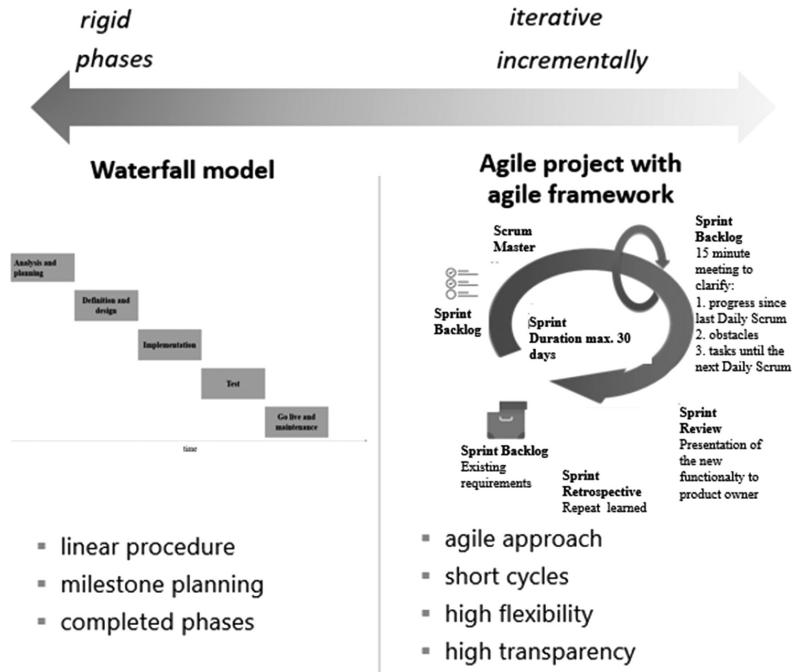 rigid
phases
iterative
incrementally
Waterfall model
Analysis and
planning
Definition and
design
Implementation
Test
Go live and
maintenance
time
linear procedure
milestone planning
completed phases
Agile project with
agile framework
Scrum
Master
Sprint
Backlog
Sprint
Duration max. 30
days
Sprint
Backlog
15 minute
meeting to
clarify:
1. progress since
last Daily Scrum
2. obstacles
3. tasks until the
next Daily Scrum
Sprint Backlog
Existing
requirements
Sprint
Retrospective
Repeat learned
Sprint
Review
Presentation of
the new
functionalty to
product owner
agile approach
short cycles
high flexibility
high transparency